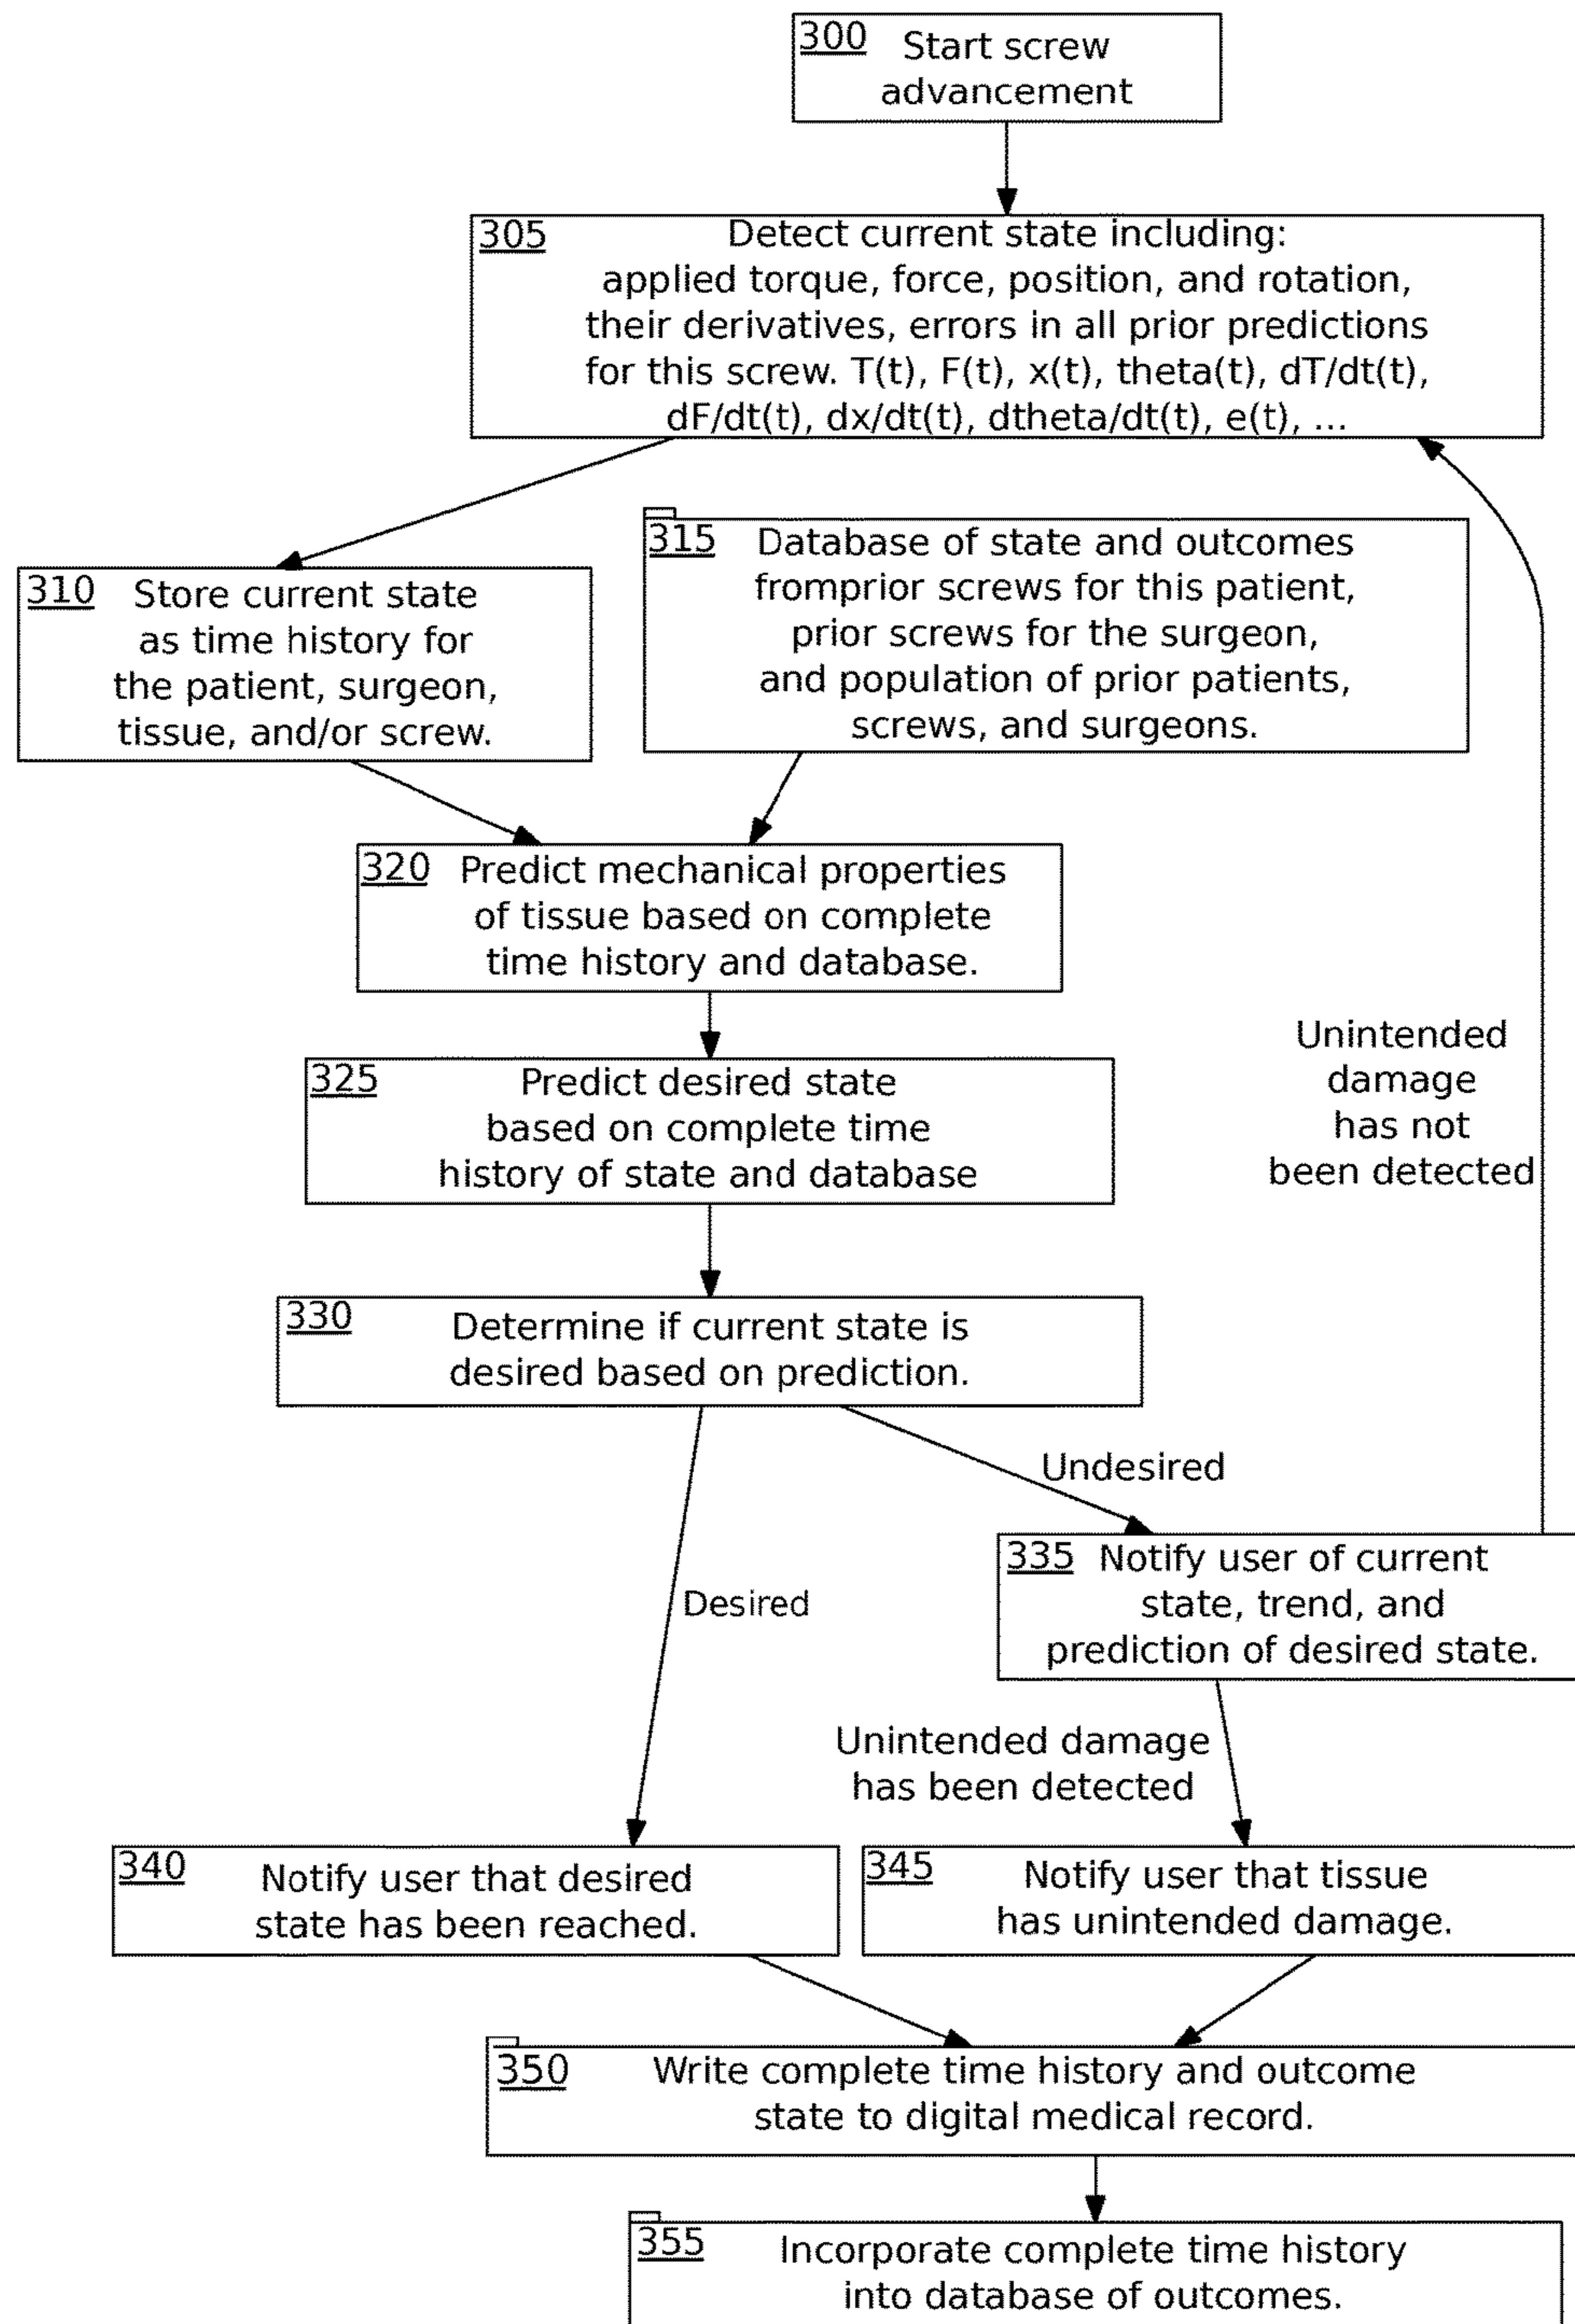 300 Start screw
advancement
305 Detect current state including:
applied torque, force, position, and rotation,
their derivatives, errors in all prior predictions
for this screw. T(t), F(t), x(t), theta(t), dT/dt(t),
dF/dt(t), dx/dt(t), dtheta/dt(t), e(t), ...
310 Store current state
as time history for
the patient, surgeon,
tissue, and/or screw.
315 Database of state and outcomes
fromprior screws for this patient,
prior screws for the surgeon,
and population of prior patients,
screws, and surgeons.
320 Predict mechanical properties
of tissue based on complete
time history and database.
325 Predict desired state
based on complete time
history of state and database
Unintended
damage
has not
been detected
330 Determine if current state is
desired based on prediction.
Undesired
Desired
335 Notify user of current
state, trend, and
prediction of desired state.
Unintended damage
has been detected
340 Notify user that desired
state has been reached.
345 Notify user that tissue
has unintended damage.
350 Write complete time history and outcome
state to digital medical record.
355 Incorporate complete time history
into database of outcomes.